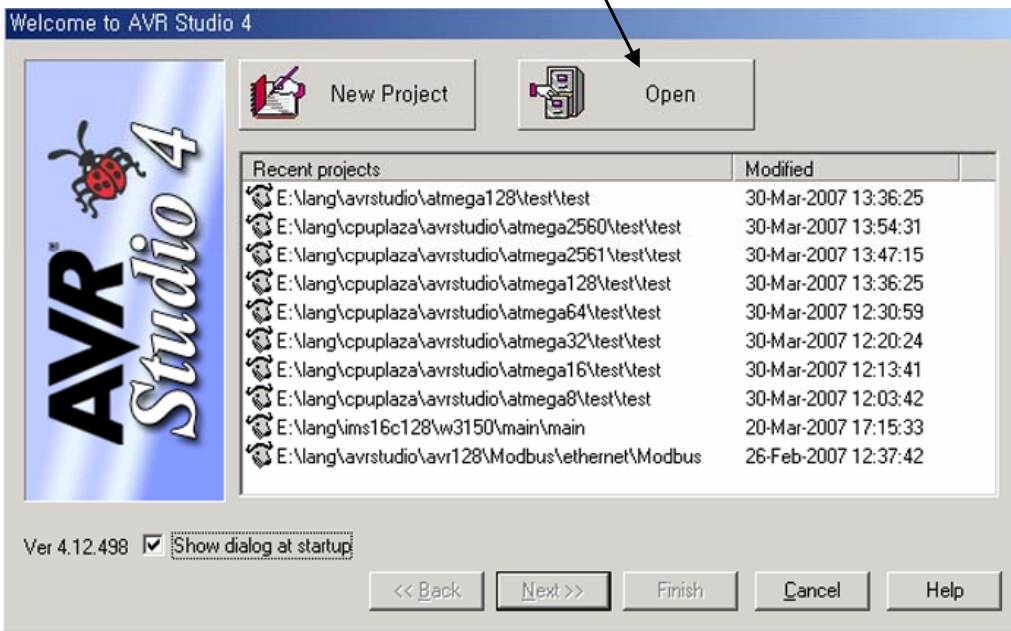 Welcome to AVR Studio 4
New Project
Open
AVR®
Studio 4
Recent projects Modified
E:\lang\avrstudio\atmega128\test\test 30-Mar-2007 13:36:25
E:\lang\cpuplaza\avrstudio\atmega2560\test\test 30-Mar-2007 13:54:31
E:\lang\cpuplaza\avrstudio\atmega2561\test\test 30-Mar-2007 13:47:15
E:\lang\cpuplaza\avrstudio\atmega128\test\test 30-Mar-2007 13:36:25
E:\lang\cpuplaza\avrstudio\atmega64\test\test 30-Mar-2007 12:30:59
E:\lang\cpuplaza\avrstudio\atmega32\test\test 30-Mar-2007 12:20:24
E:\lang\cpuplaza\avrstudio\atmega16\test\test 30-Mar-2007 12:13:41
E:\lang\cpuplaza\avrstudio\atmega8\test\test 30-Mar-2007 12:03:42
E:\lang\ims16c128\w3150\main\main 20-Mar-2007 17:15:33
E:\lang\avrstudio\avr128\Modbus\ethernet\Modbus 26-Feb-2007 12:37:42
Ver 4.12.498 Show dialog at startup
<< Back Next >> Finish Cancel Help